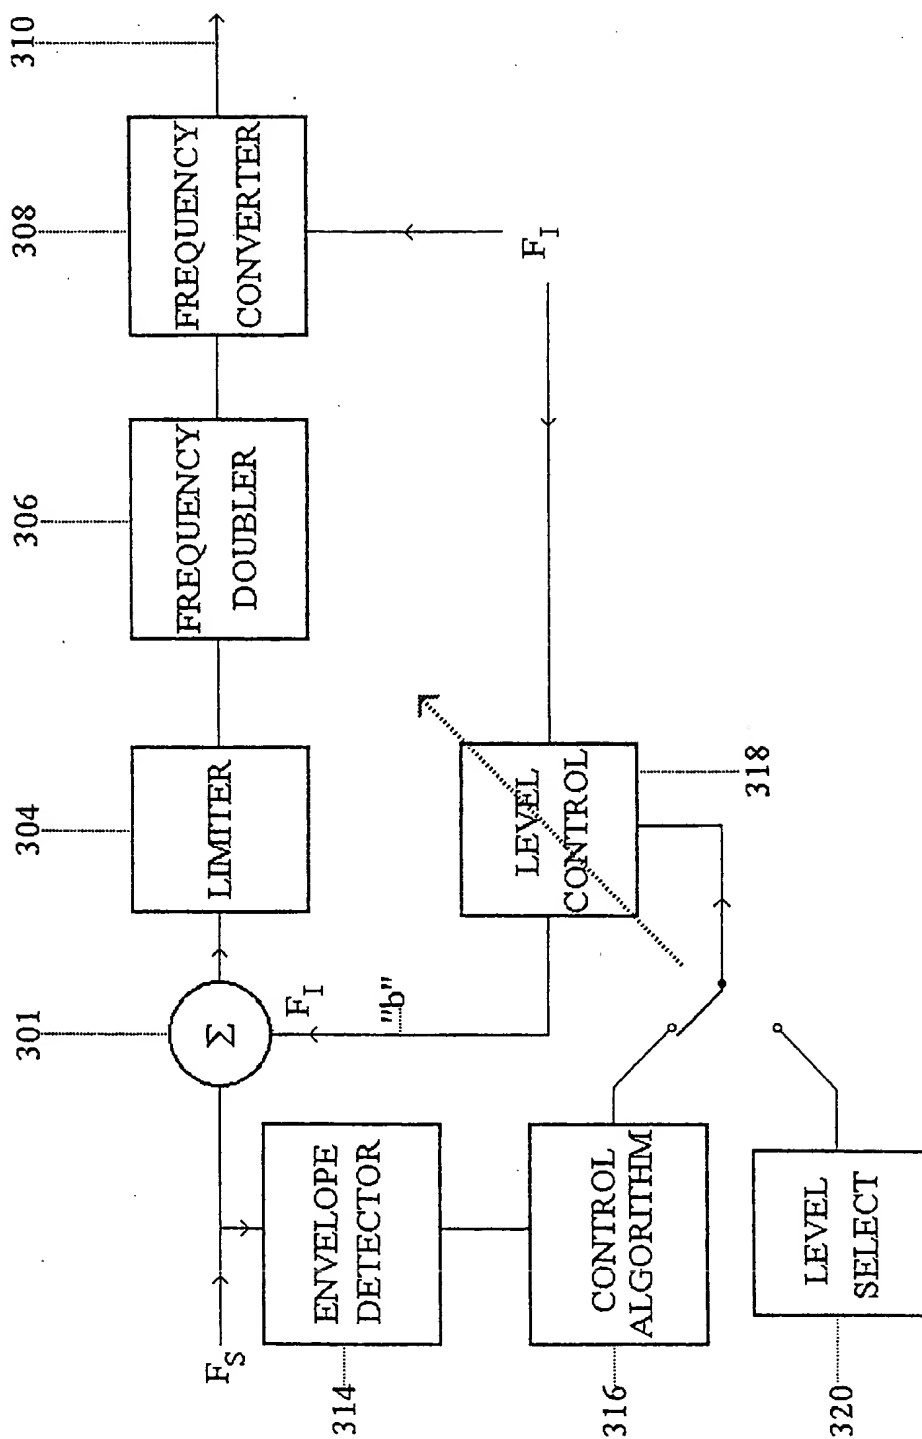 310
308
306
304
301
FREQUENCY
CONVERTER
FREQUENCY
DOUBLER
LIMITER
Σ
F_I
"b"
F_I
LEVEL
CONTROL
318
F_S
ENVELOPE
DETECTOR
314
CONTROL
ALGORITHM
316
LEVEL
SELECT
320